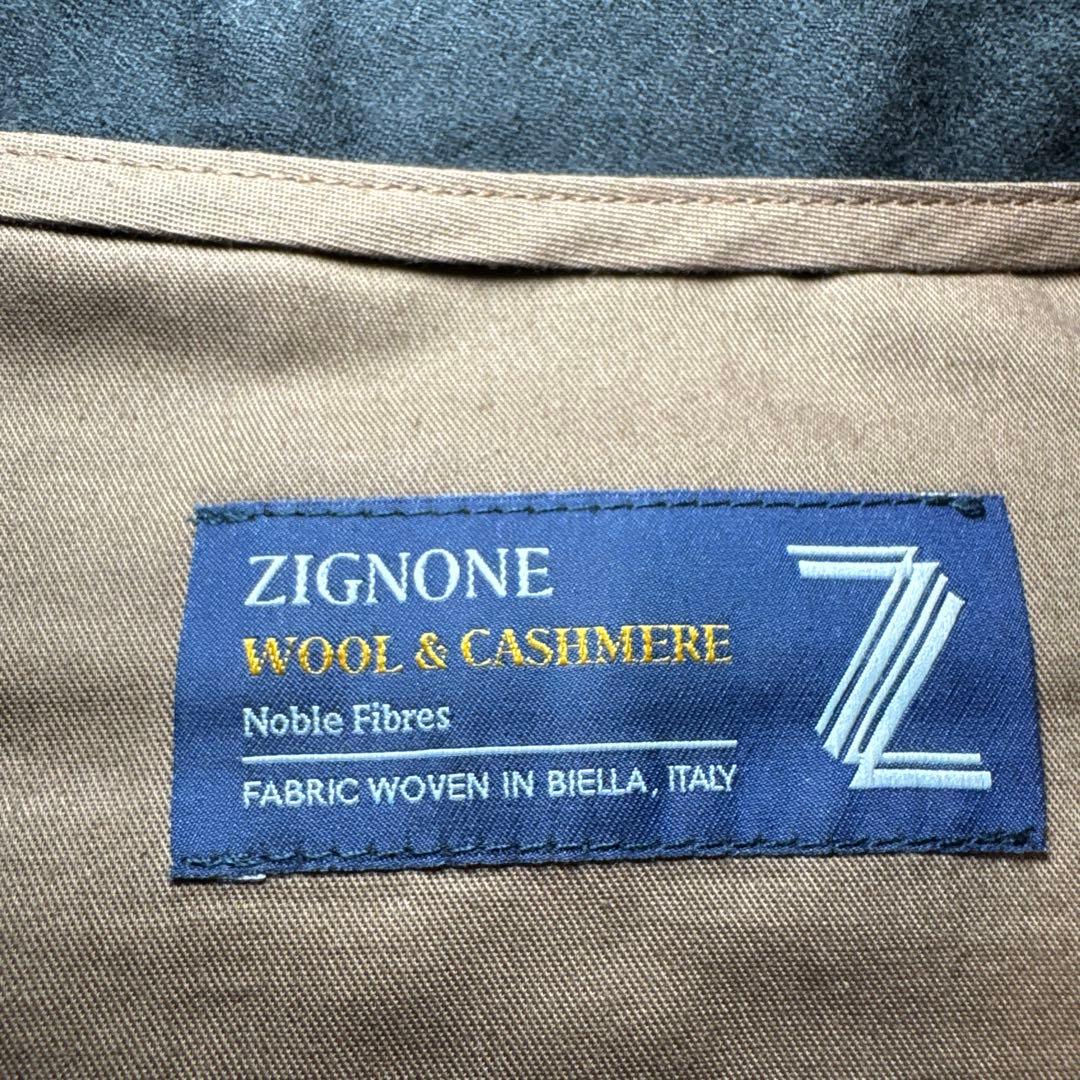 ZIGNONE
WOOL & CASHMERE
Noble Fibres
FABRIC WOVEN IN BIELLA, ITALY
Z